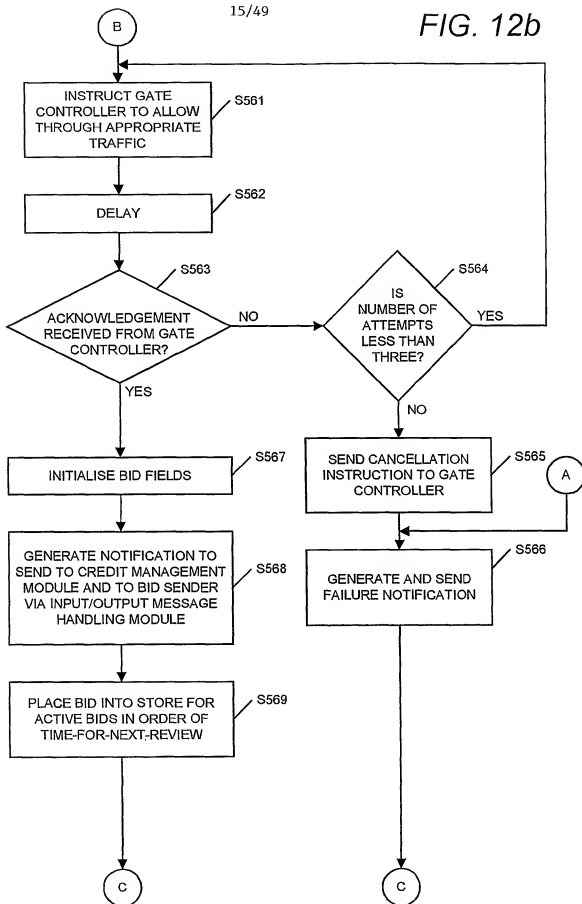 15/49
FIG. 12b
B
INSTRUCT GATE
CONTROLLER TO ALLOW
THROUGH APPROPRIATE
TRAFFIC
S561
DELAY
S562
S563
ACKNOWLEDGEMENT
RECEIVED FROM GATE
CONTROLLER?
NO
YES
S564
IS
NUMBER OF
ATTEMPTS
LESS THAN
THREE?
YES
NO
SEND CANCELLATION
INSTRUCTION TO GATE
CONTROLLER
S565
A
INITIALISE BID FIELDS
S567
GENERATE AND SEND
FAILURE NOTIFICATION
S566
GENERATE NOTIFICATION TO
SEND TO CREDIT MANAGEMENT
MODULE AND TO BID SENDER
VIA INPUT/OUTPUT MESSAGE
HANDLING MODULE
S568
PLACE BID INTO STORE FOR
ACTIVE BIDS IN ORDER OF
TIME-FOR-NEXT-REVIEW
S569
C
C